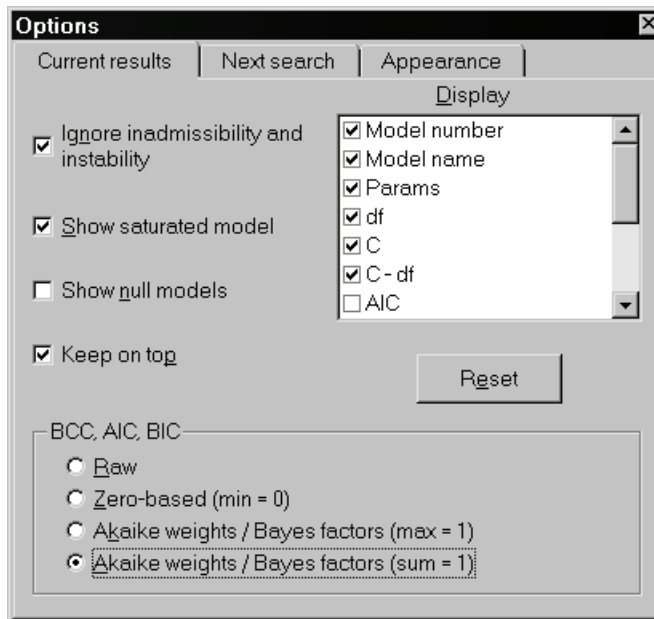 Options
Current results
Next search
Appearance
Display
Ignore inadmissibility and
instability
Show saturated model
Show null models
Keep on top
Model number
Model name
Params
df
C
C - df
AIC
Reset
BCC, AIC, BIC
Raw
Zero-based (min = 0)
Akaike weights / Bayes factors (max = 1)
Akaike weights / Bayes factors (sum = 1)